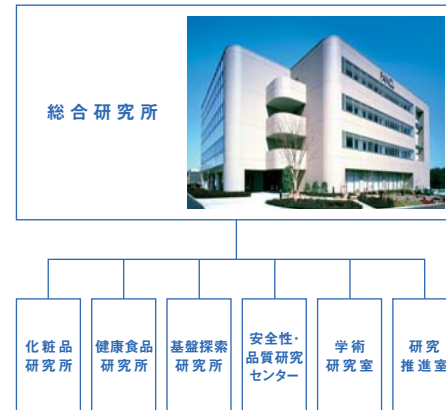 総合研究所
化粧品
研究所
健康食品
研究所
基盤探索
研究所
安全性・
品質研究
センター
学術
研究室
研究
推進室